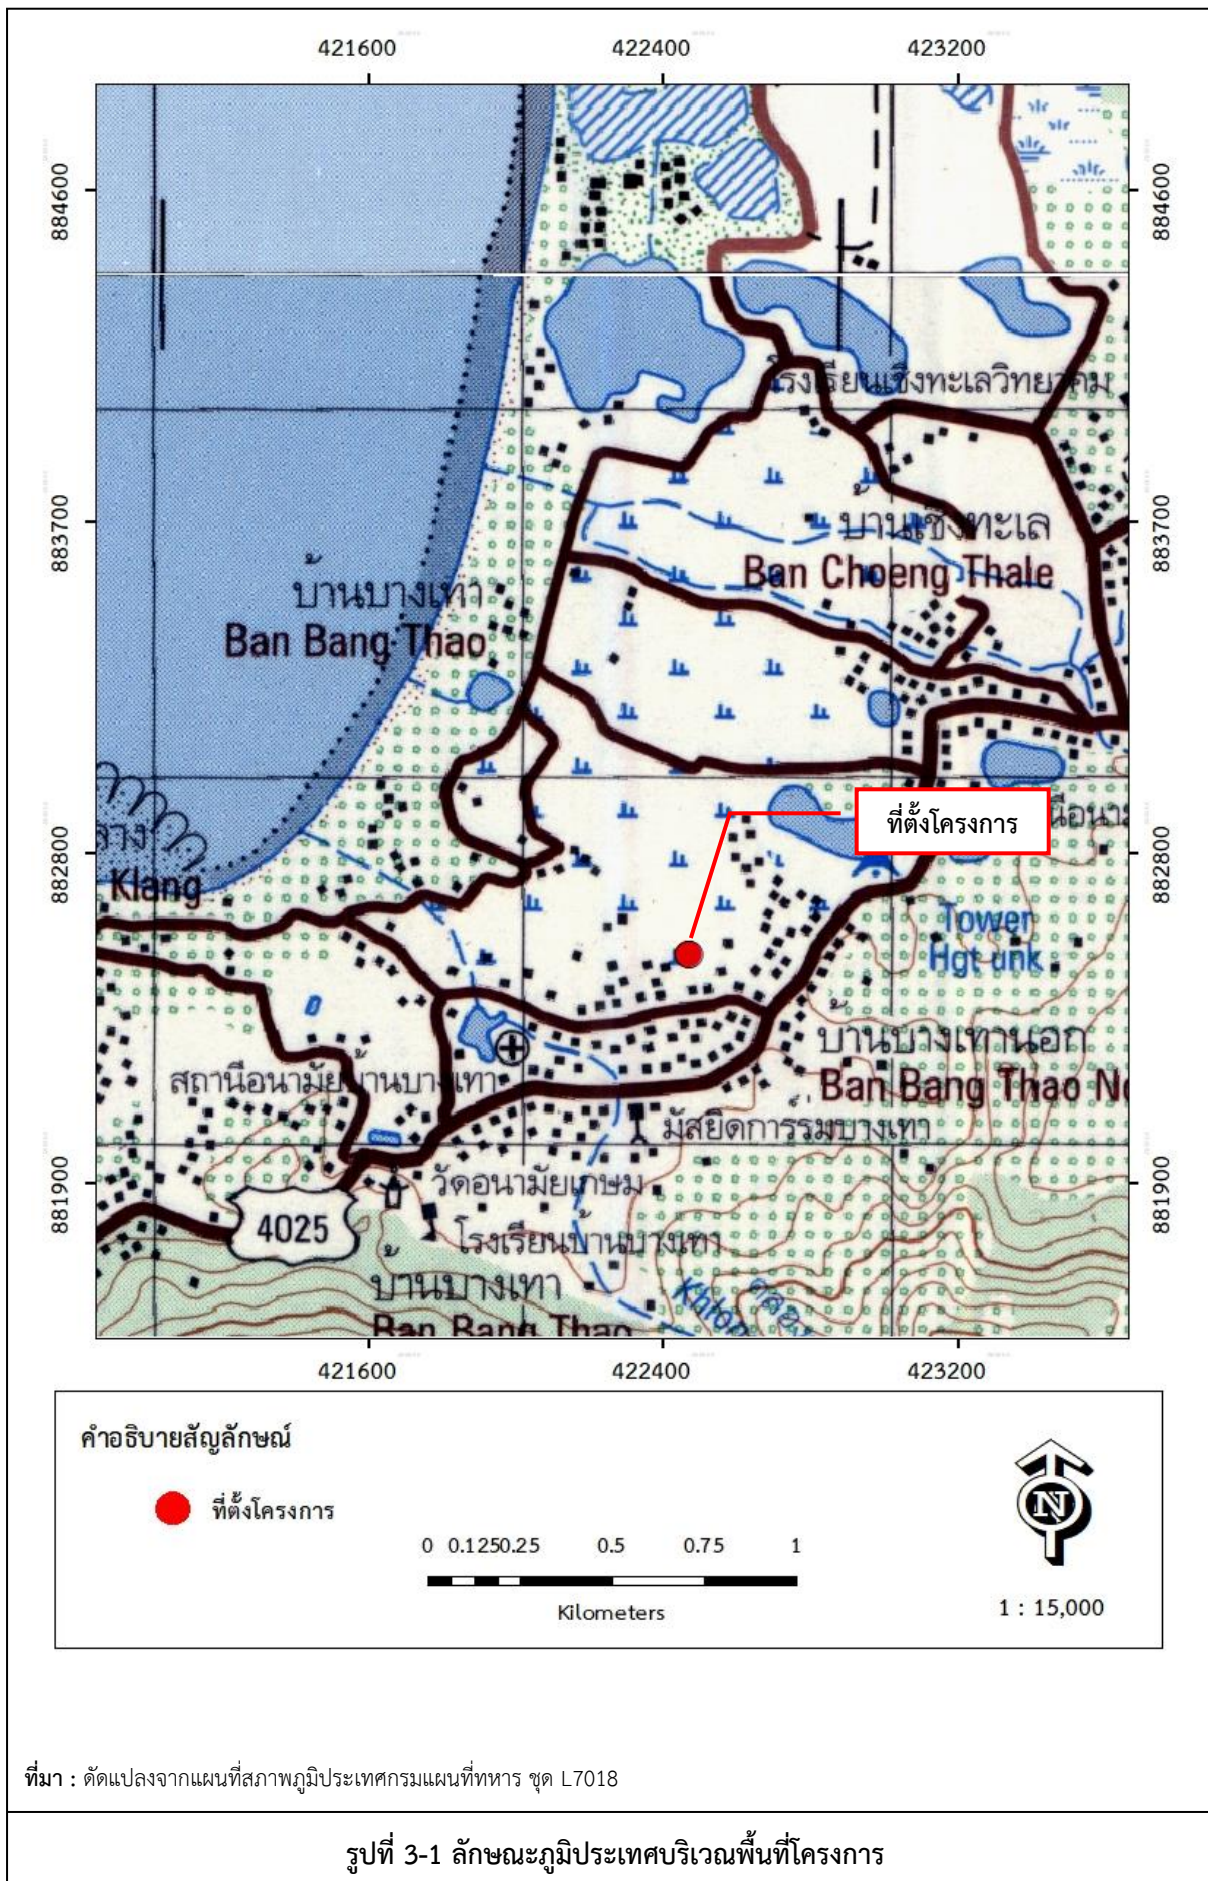 421600 422400 423200
884600 884600
โรงเรียนเชิงทะเลวิทยาคม
883700 883700
บ้านเชิงทะเล
Ban Choeng Thale
บ้านบางเทา
Ban Bang Thao
ที่ตั้งโครงการ
882800 882800
Klang
Tower
Hgt unk
บ้านบางเทานอก
Ban Bang Thao No
สถานีอนามัยบ้านบางเทา
มัสยิดการ่มบางเทา
881900 881900
วัดอนามัยเกษม
4025
โรงเรียนบ้านบางเทา
บ้านบางเทา
Ban Bang Thao
Khlon
421600 422400 423200
คำอธิบายสัญลักษณ์
ที่ตั้งโครงการ
0 0.125 0.25 0.5 0.75 1
Kilometers
N
1 : 15,000
ที่มา : ดัดแปลงจากแผนที่สภาพภูมิประเทศกรมแผนที่ทหาร ชุด L7018
รูปที่ 3-1 ลักษณะภูมิประเทศบริเวณพื้นที่โครงการ